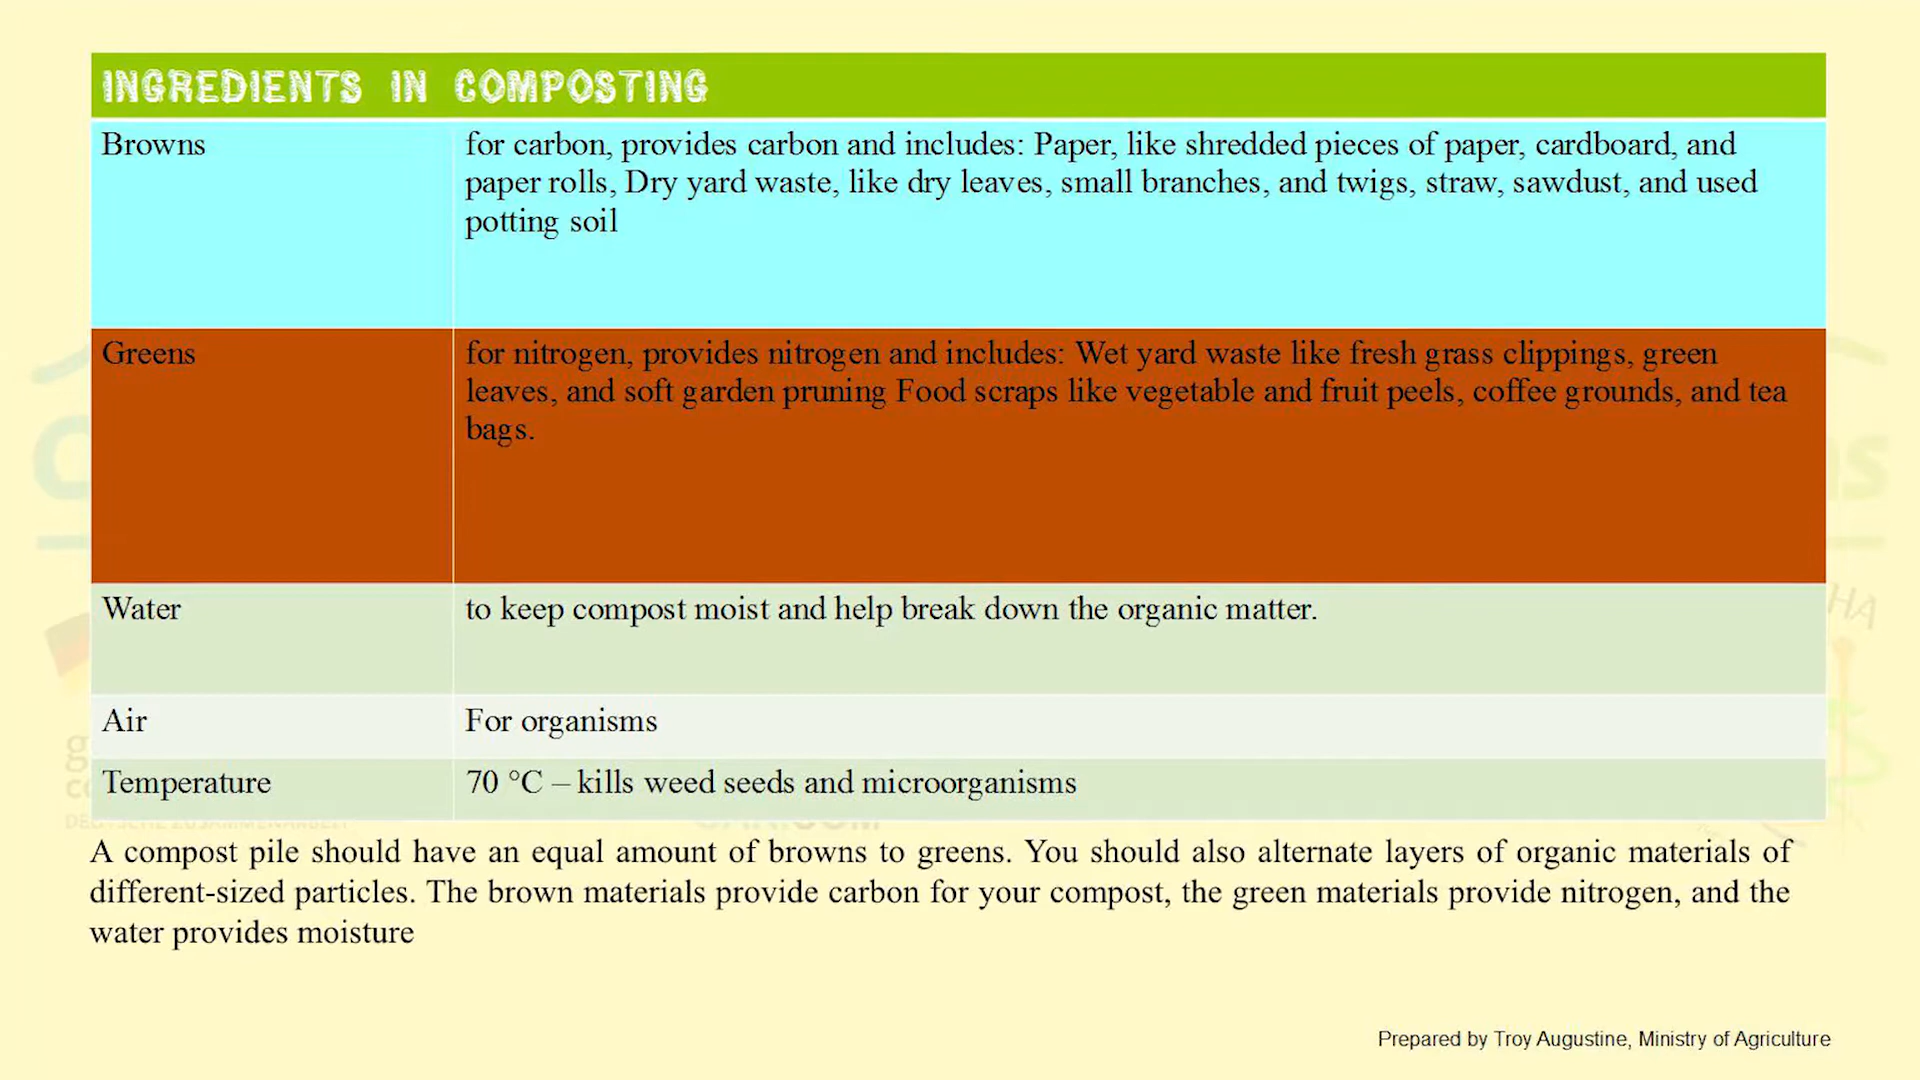 INGREDIENTS IN COMPOSTING
Browns
for carbon, provides carbon and includes: Paper, like shredded pieces of paper, cardboard, and
paper rolls, Dry yard waste, like dry leaves, small branches, and twigs, straw, sawdust, and used
potting soil
Greens
for nitrogen, provides nitrogen and includes: Wet yard waste like fresh grass clippings, green
leaves, and soft garden pruning Food scraps like vegetable and fruit peels, coffee grounds, and tea
bags.
Water
to keep compost moist and help break down the organic matter.
Air
For organisms
Temperature
70 °C – kills weed seeds and microorganisms
A compost pile should have an equal amount of browns to greens. You should also alternate layers of organic materials of
different-sized particles. The brown materials provide carbon for your compost, the green materials provide nitrogen, and the
water provides moisture
Prepared by Troy Augustine, Ministry of Agriculture